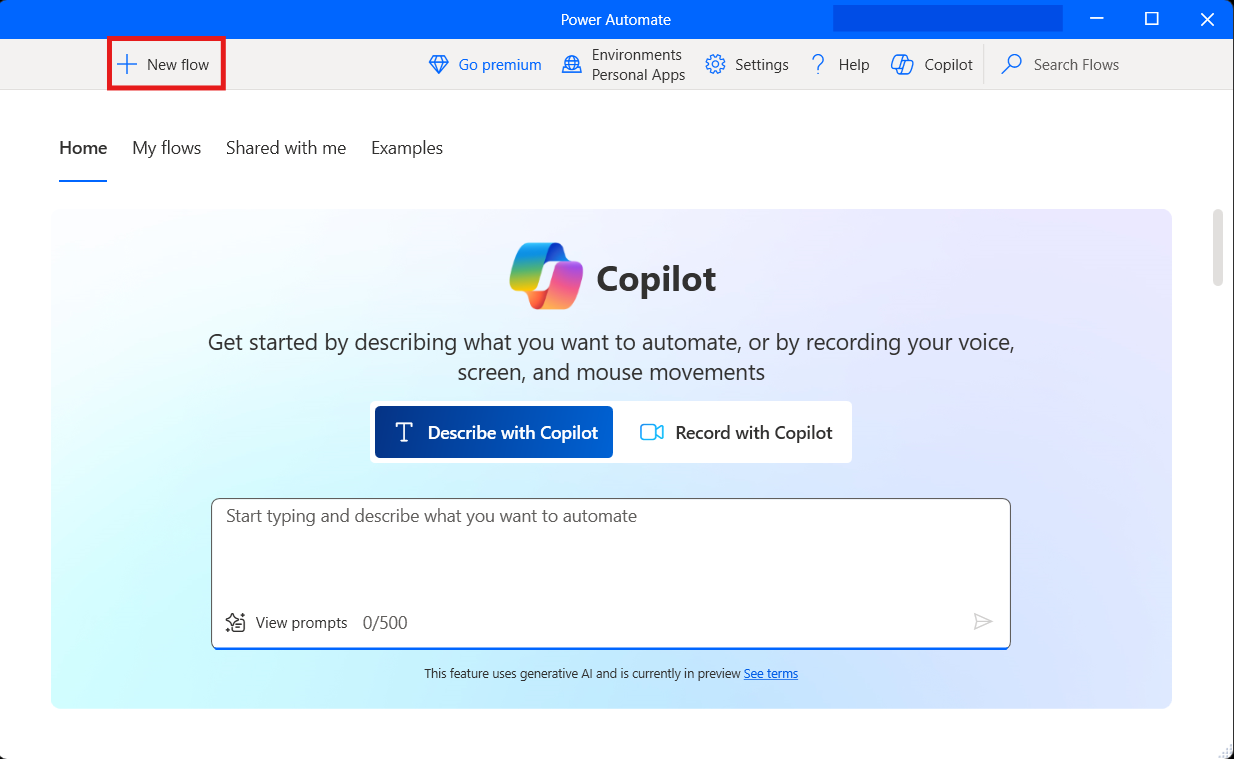 Power Automate
New flow
Go premium
Environments
Personal Apps
Settings
Help
Copilot
Search Flows
Home
My flows
Shared with me
Examples
Copilot
Get started by describing what you want to automate, or by recording your voice,
screen, and mouse movements
Describe with Copilot
Record with Copilot
Start typing and describe what you want to automate
View prompts
0/500
This feature uses generative AI and is currently in preview See terms